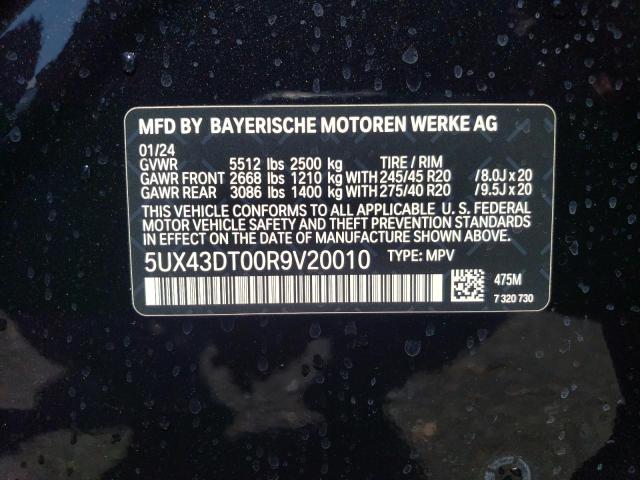 MFD BY BAYERISCHE MOTOREN WERKE AG
01/24
GVWR 5512 lbs 2500 kg TIRE / RIM
GAWR FRONT 2668 lbs 1210 kg WITH 245/45 R20 /8.0J x 20
GAWR REAR 3086 lbs 1400 kg WITH 275/40 R20 /9.5J x 20
THIS VEHICLE CONFORMS TO ALL APPLICABLE U. S. FEDERAL
MOTOR VEHICLE SAFETY AND THEFT PREVENTION STANDARDS
IN EFFECT ON THE DATE OF MANUFACTURE SHOWN ABOVE.
5UX43DT00R9V20010 TYPE: MPV
475M
7 320 730